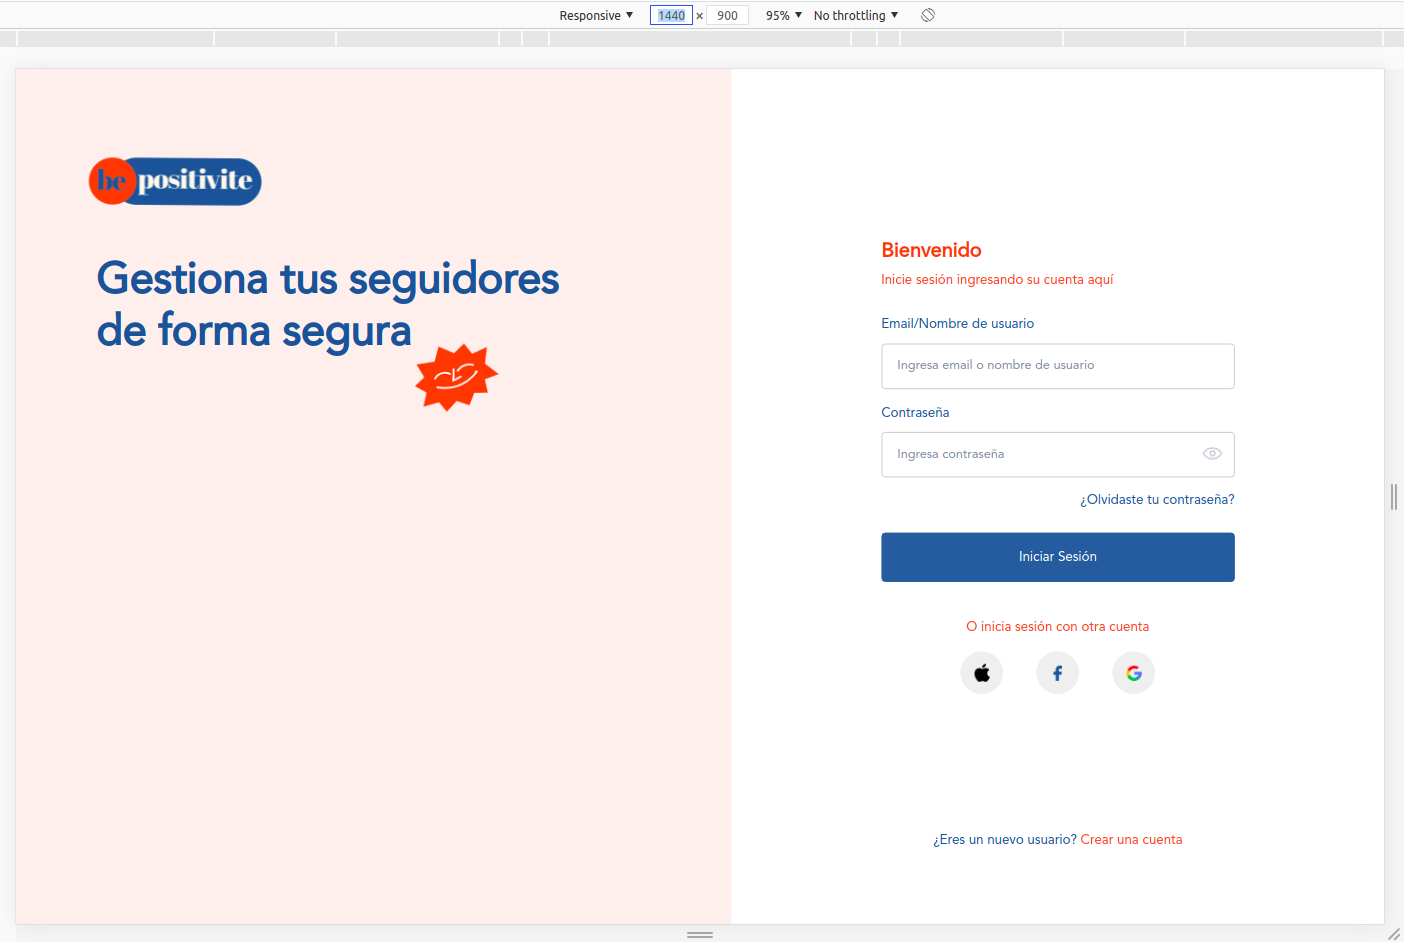 Responsive ▼ 1440 × 900 95% ▼ No throttling ▼
be positivite
Gestiona tus seguidores
de forma segura
Bienvenido
Inicie sesión ingresando su cuenta aquí
Email/Nombre de usuario
Ingresa email o nombre de usuario
Contraseña
Ingresa contraseña
¿Olvidaste tu contraseña?
Iniciar Sesión
O inicia sesión con otra cuenta
¿Eres un nuevo usuario? Crear una cuenta